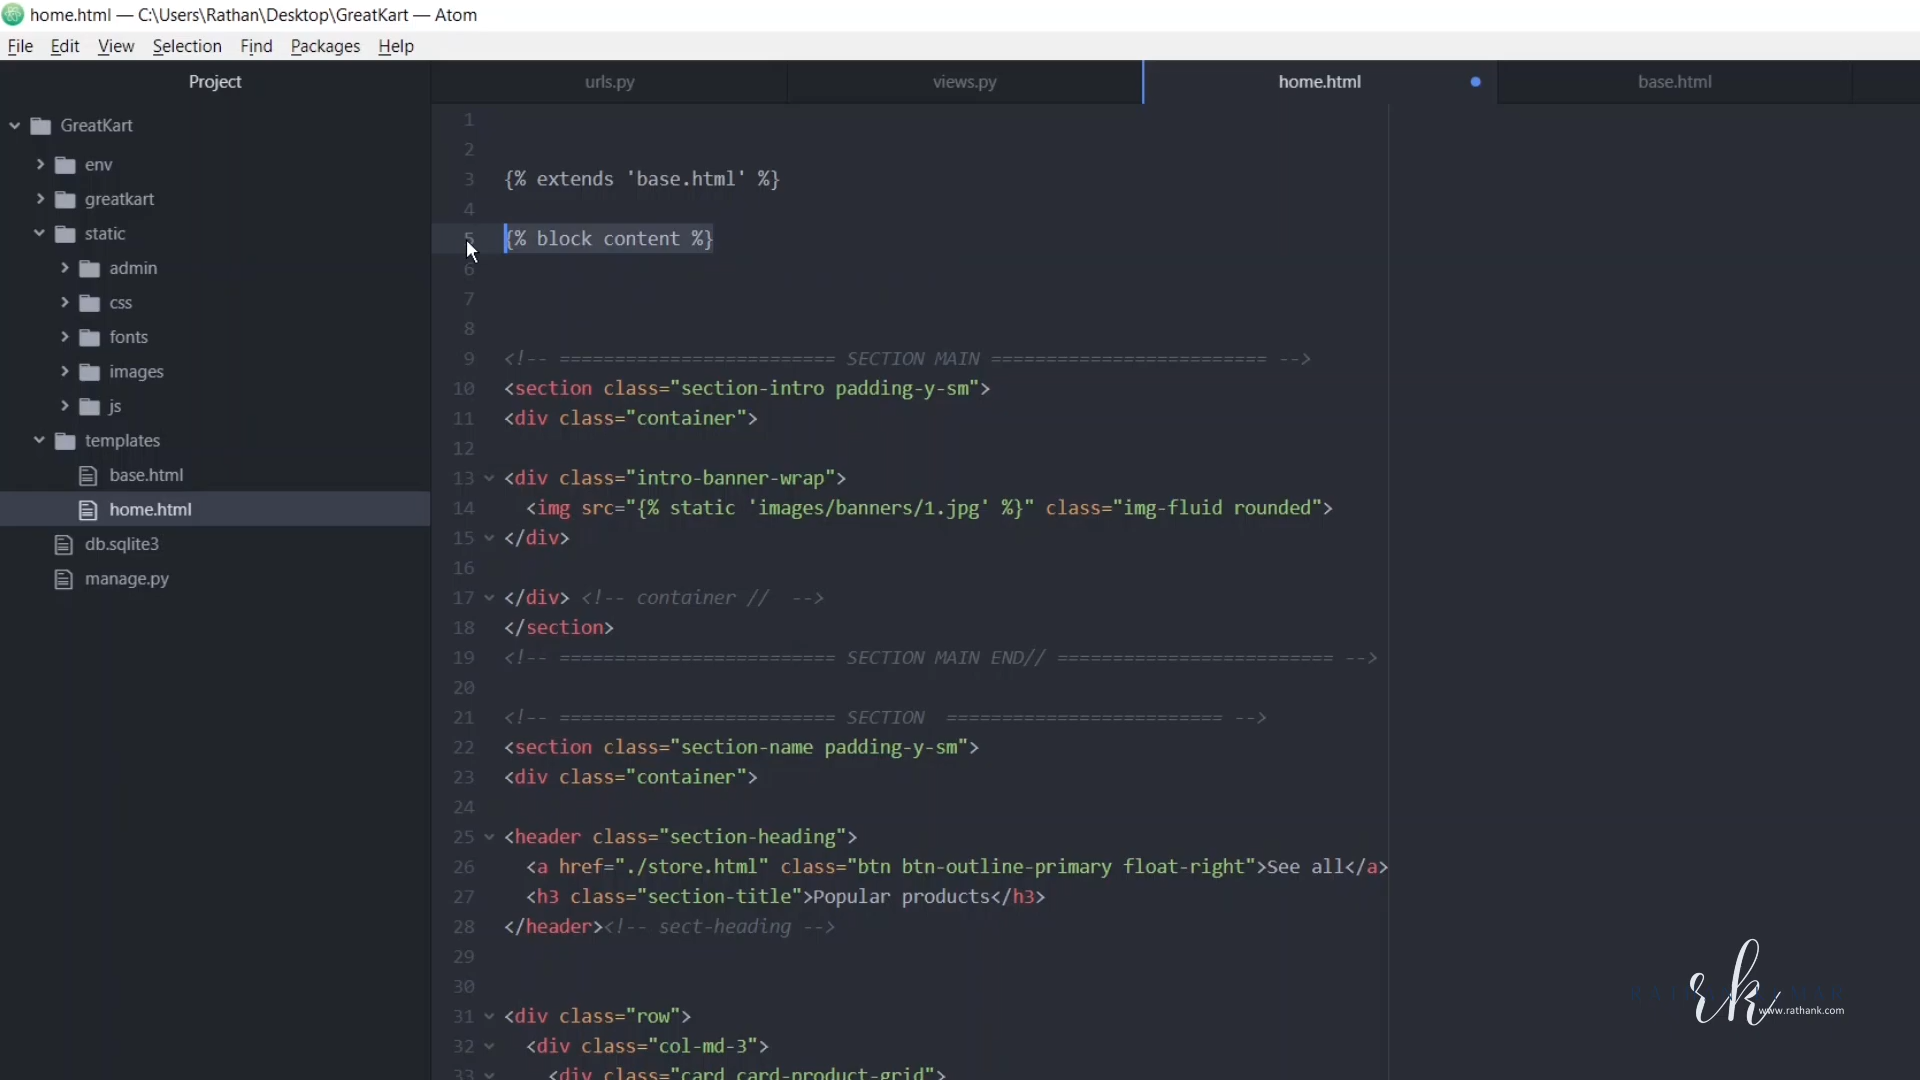 home.html — C:\Users\Rathan\Desktop\GreatKart — Atom
File Edit View Selection Find Packages Help
Project
GreatKart
env
greatkart
static
admin
css
fonts
images
js
templates
base.html
home.html
db.sqlite3
manage.py
urls.py views.py home.html base.html
1
2
3 {% extends 'base.html' %}
4
5 {% block content %}
6
7
8
9 <!-- ========================= SECTION MAIN ========================= -->
10 <section class="section-intro padding-y-sm">
11 <div class="container">
12
13 <div class="intro-banner-wrap">
14 <img src="{% static 'images/banners/1.jpg' %}" class="img-fluid rounded">
15 </div>
16
17 </div> <!-- container //  -->
18 </section>
19 <!-- ========================= SECTION MAIN END// ========================= -->
20
21 <!-- ========================= SECTION  ========================= -->
22 <section class="section-name padding-y-sm">
23 <div class="container">
24
25 <header class="section-heading">
26 <a href="./store.html" class="btn btn-outline-primary float-right">See all</a>
27 <h3 class="section-title">Popular products</h3>
28 </header><!-- sect-heading -->
29
30
31 <div class="row">
32 <div class="col-md-3">
33 <div class="card card-product-grid">
rk
www.rathank.com